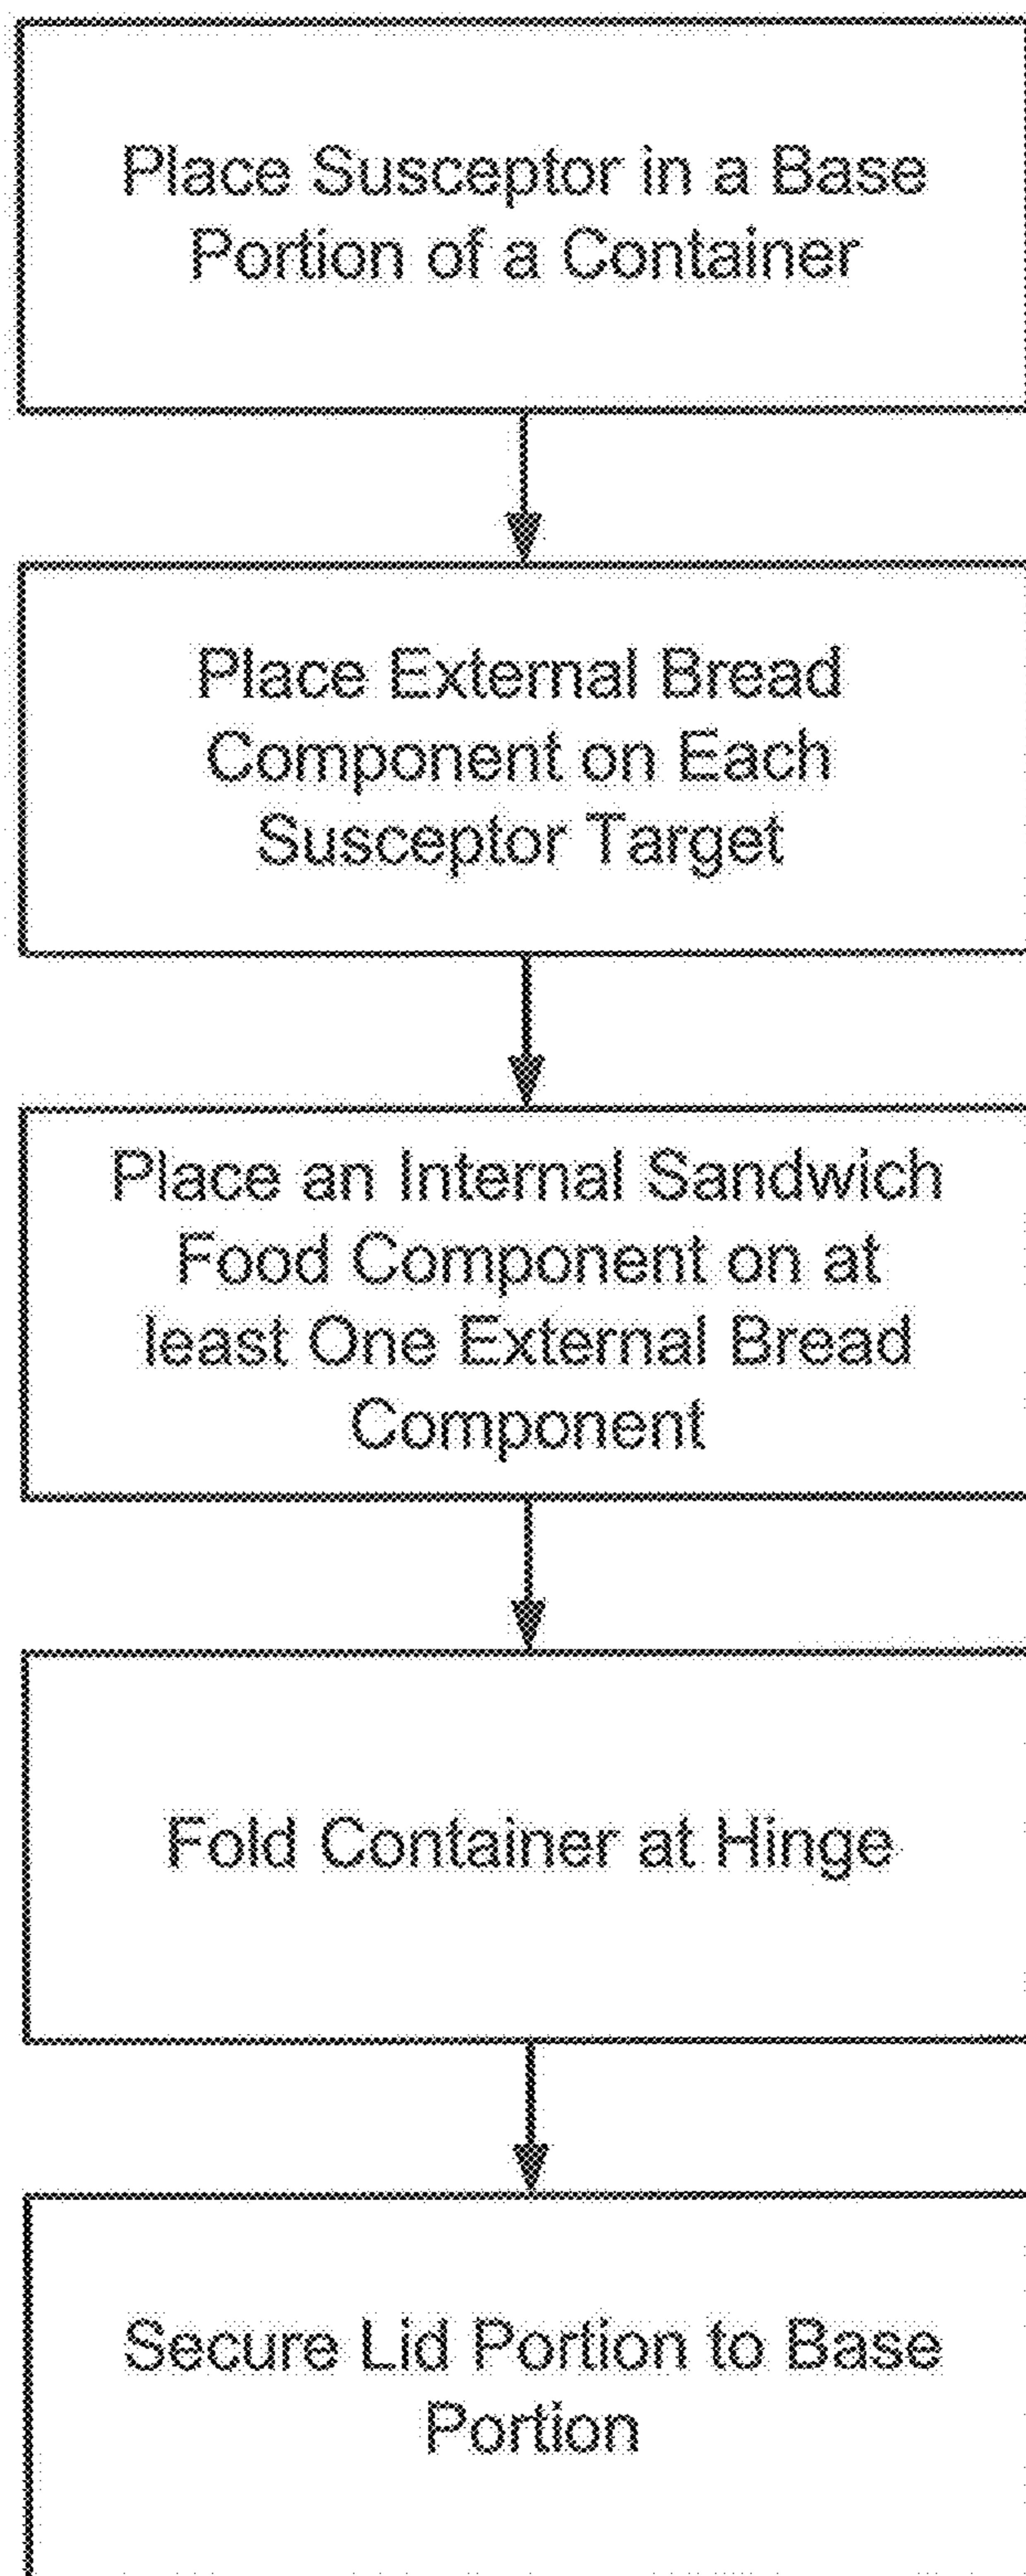 Place Susceptor in a Base
Portion of a Container
Place External Bread
Component on Each
Susceptor Target
Place an Internal Sandwich
Food Component on at
least One External Bread
Component
Fold Container at Hinge
Secure Lid Portion to Base
Portion